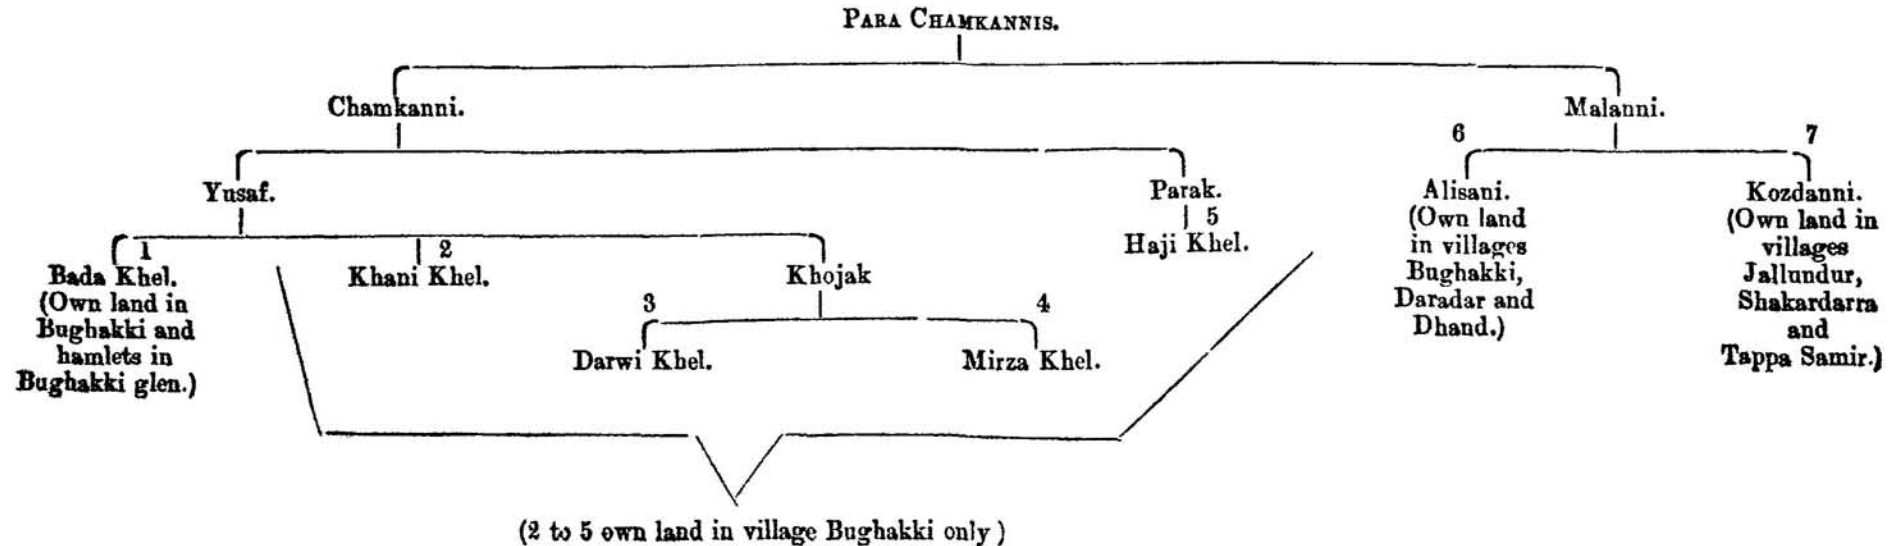 PARA CHAMKANNIS.
Chamkanni.
Malanni.
6
7
Yusaf.
Parak.
Alisani.
(Own land
in villages
Bughakki,
Daradar and
Dhand.)
Kozdanni.
(Own land in
villages
Jallundur,
Shakardarra
and
Tappa Samir.)
5
Haji Khel.
1
Bada Khel.
(Own land in
Bughakki and
hamlets in
Bughakki glen.)
2
Khani Khel.
Khojak
3
Darwi Khel.
4
Mirza Khel.
(2 to 5 own land in village Bughakki only)